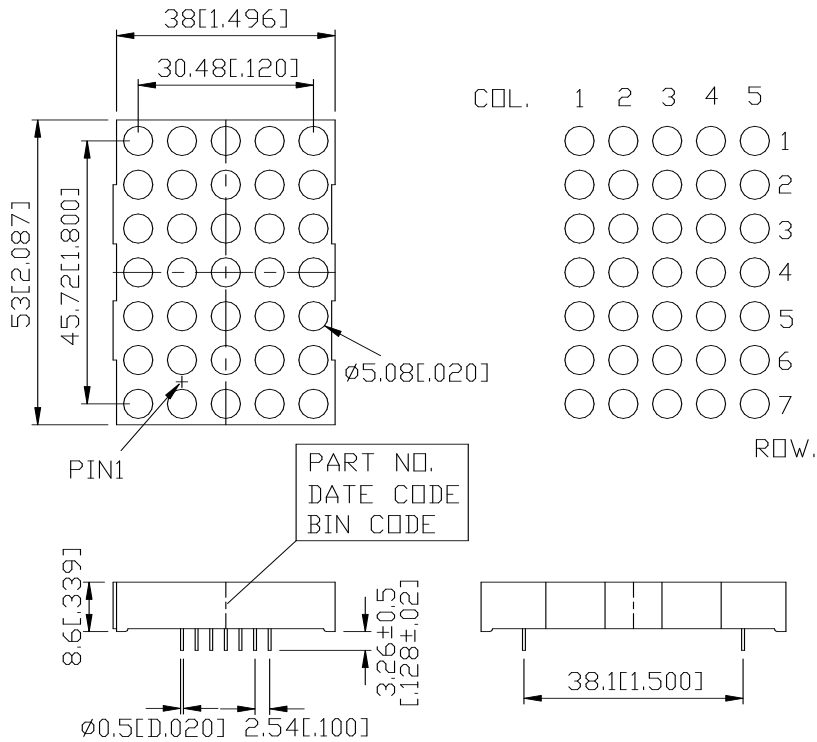 38[1.496]
30.48[.120]
53[2.087]
45.72[1.800]
Ø5.08[.020]
PIN1
COL. 1 2 3 4 5
1
2
3
4
5
6
7
ROW.
PART NO.
DATE CODE
BIN CODE
8.6[.339]
3.26±0.5
[.128±.02]
Ø0.5[D.020]
2.54[.100]
38.1[1.500]